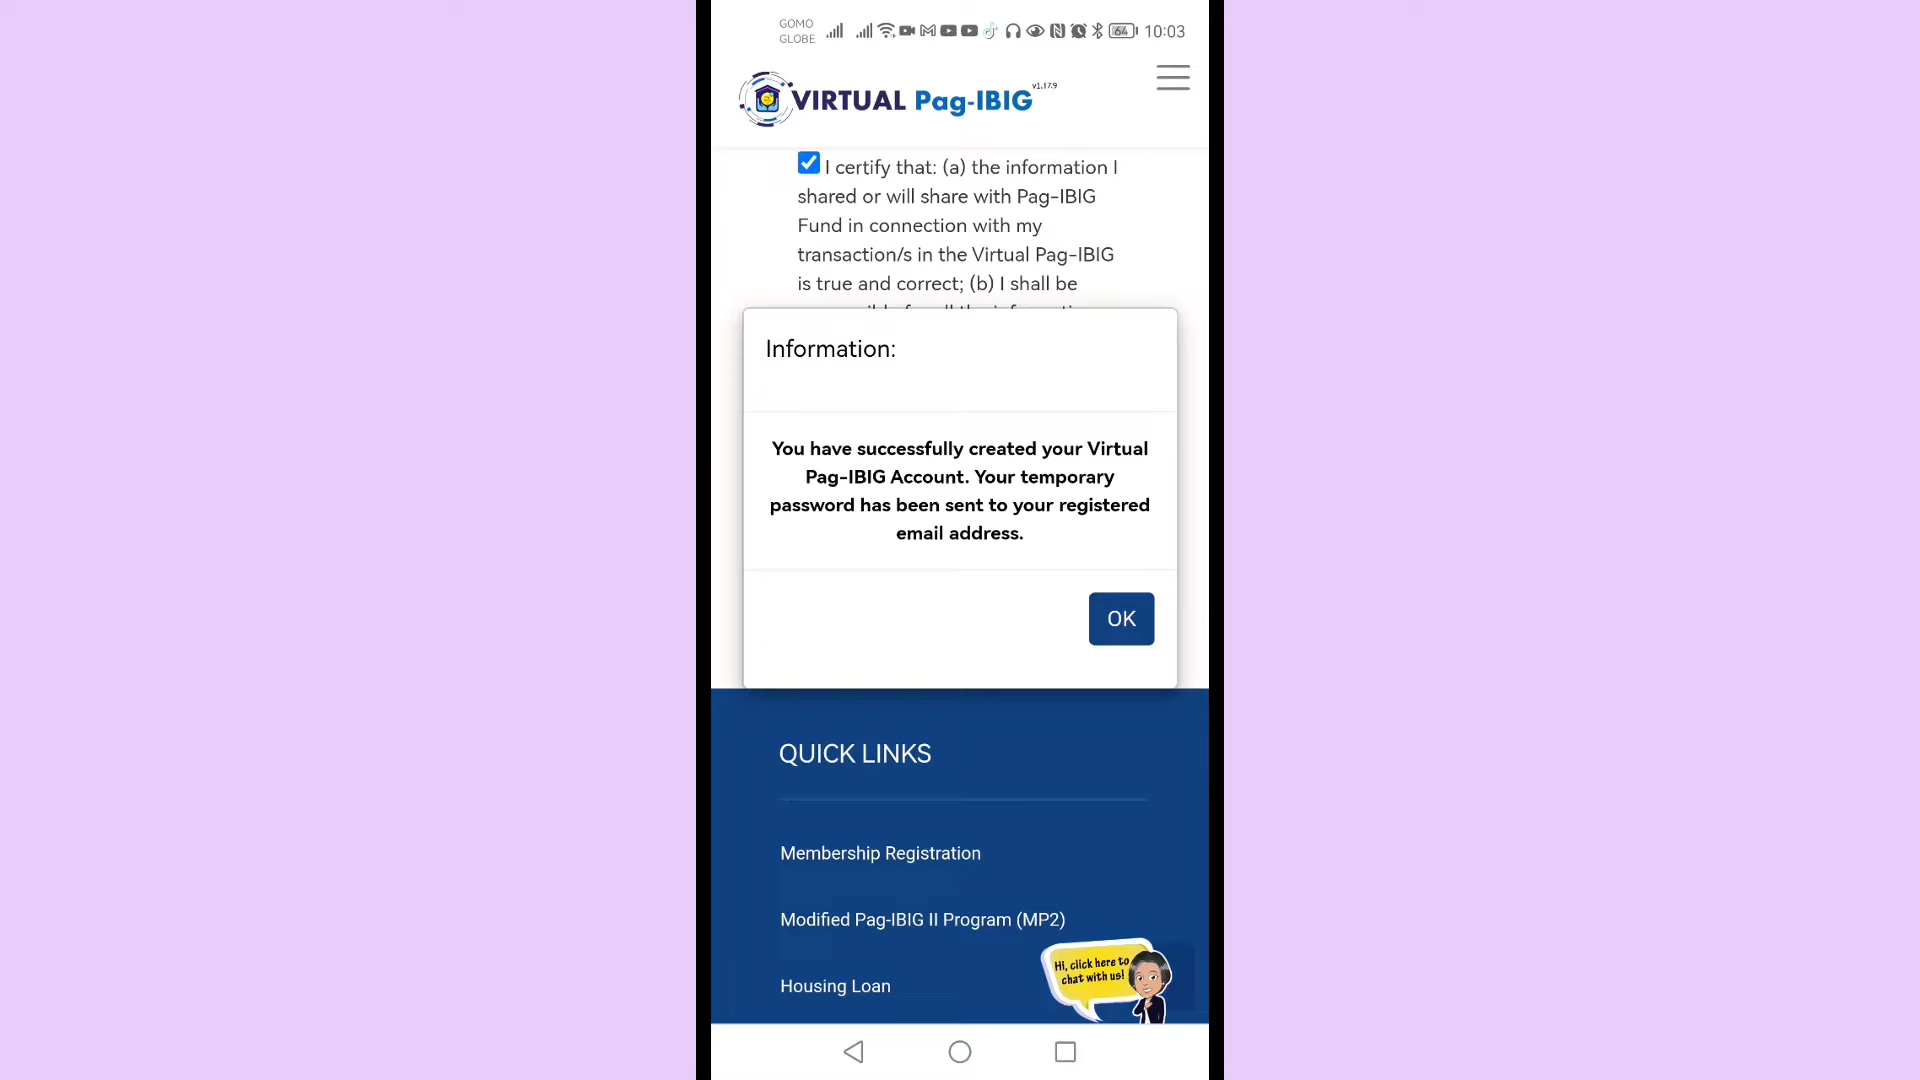 GOMO
GLOBE
64
10:03
VIRTUAL Pag-IBIG
v1.17.9
I certify that: (a) the information I
shared or will share with Pag-IBIG
Fund in connection with my
transaction/s in the Virtual Pag-IBIG
is true and correct; (b) I shall be
Information:
You have successfully created your Virtual
Pag-IBIG Account. Your temporary
password has been sent to your registered
email address.
OK
QUICK LINKS
Membership Registration
Modified Pag-IBIG II Program (MP2)
Hi, click here to
chat with us!
Housing Loan